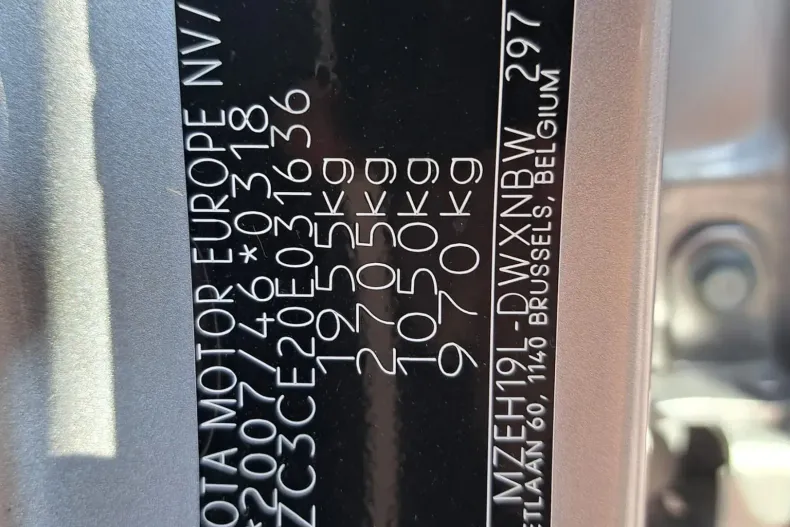 OTA MOTOR EUROPE NV/
*2007/46*0318
ZC3CE20E031636
1955kg
2705kg
1050kg
970kg
MZEH19L-DWXNBW 297
ETLAAN 60, 1140 BRUSSELS, BELGIUM